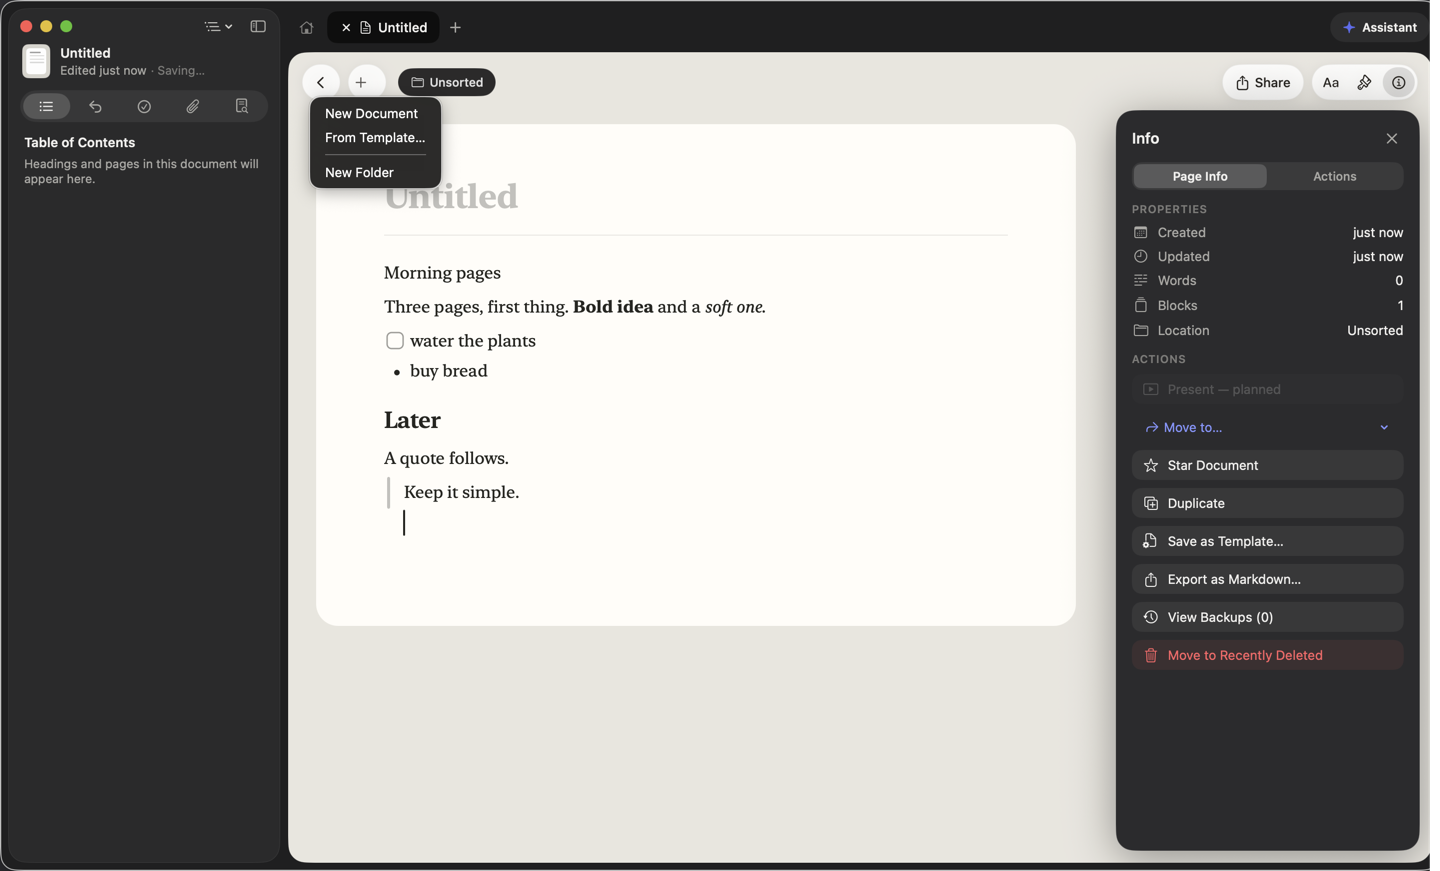 Untitled
Edited just now · Saving...
Table of Contents
Headings and pages in this document will
appear here.
Untitled
Assistant
Unsorted
Share
Aa
New Document
From Template...
New Folder
Untitled
Morning pages
Three pages, first thing. Bold idea and a soft one.
water the plants
• buy bread
Later
A quote follows.
Keep it simple.
Info
Page Info
Actions
PROPERTIES
Created just now
Updated just now
Words 0
Blocks 1
Location Unsorted
ACTIONS
Present — planned
Move to...
Star Document
Duplicate
Save as Template...
Export as Markdown...
View Backups (0)
Move to Recently Deleted